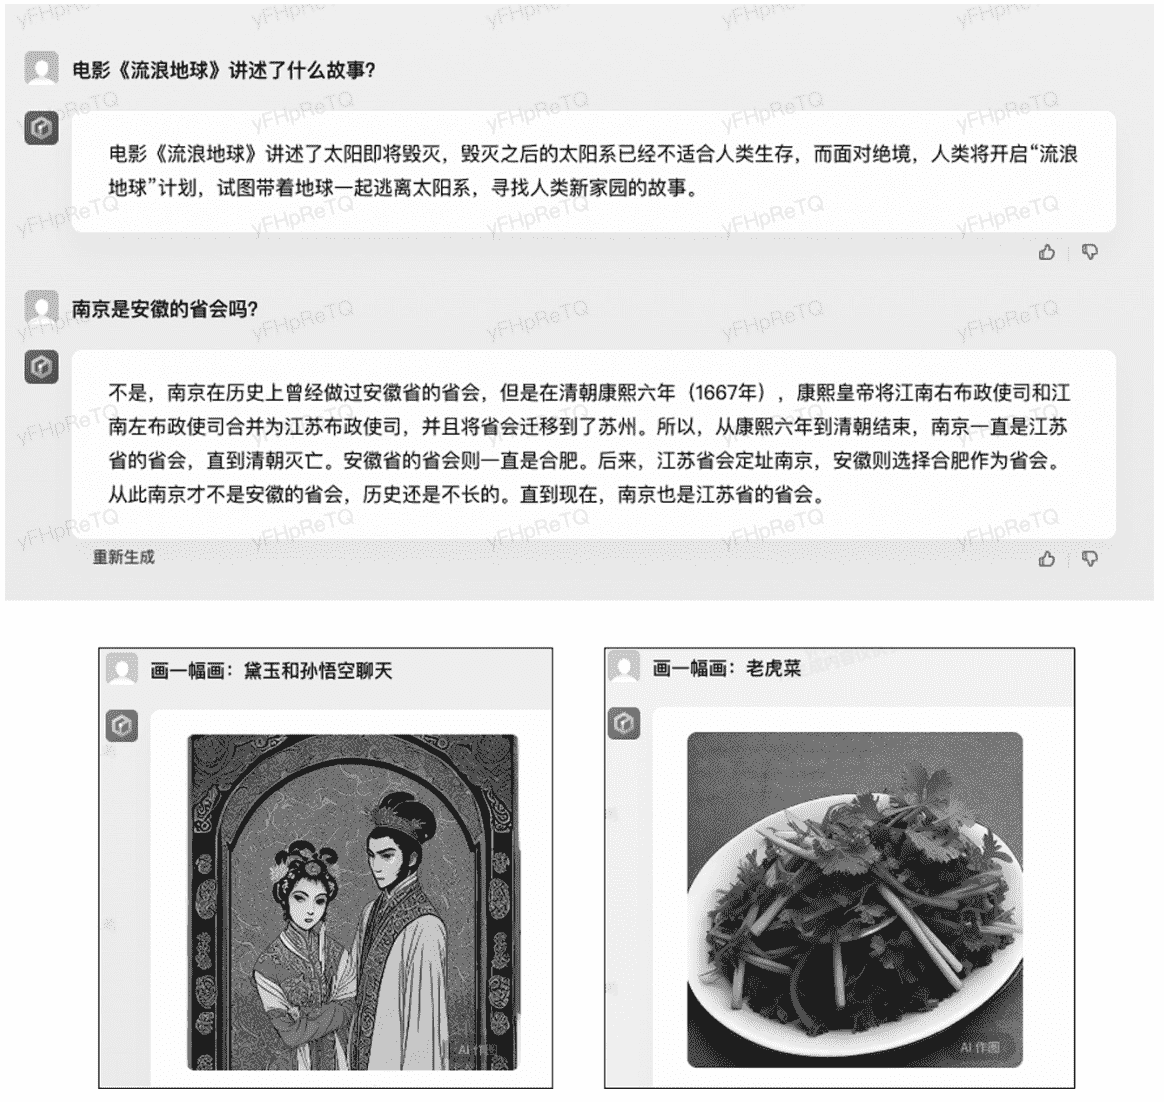 电影《流浪地球》讲述了什么故事?
电影《流浪地球》讲述了太阳即将毁灭，毁灭之后的太阳系已经不适合人类生存，而面对绝境，人类将开启“流浪
地球”计划，试图带着地球一起逃离太阳系，寻找人类新家园的故事。
南京是安徽的省会吗?
不是，南京在历史上曾经做过安徽省的省会，但是在清朝康熙六年（1667年），康熙皇帝将江南右布政使司和江
南左布政使司合并为江苏布政使司，并且将省会迁移到了苏州。所以，从康熙六年到清朝结束，南京一直是江苏
省的省会，直到清朝灭亡。安徽省的省会则一直是合肥。后来，江苏省会定址南京，安徽则选择合肥作为省会。
从此南京才不是安徽的省会，历史还是不长的。直到现在，南京也是江苏省的省会。
重新生成
画一幅画：黛玉和孙悟空聊天
AI 作图
画一幅画：老虎菜
AI 作图
yFHpReTQ